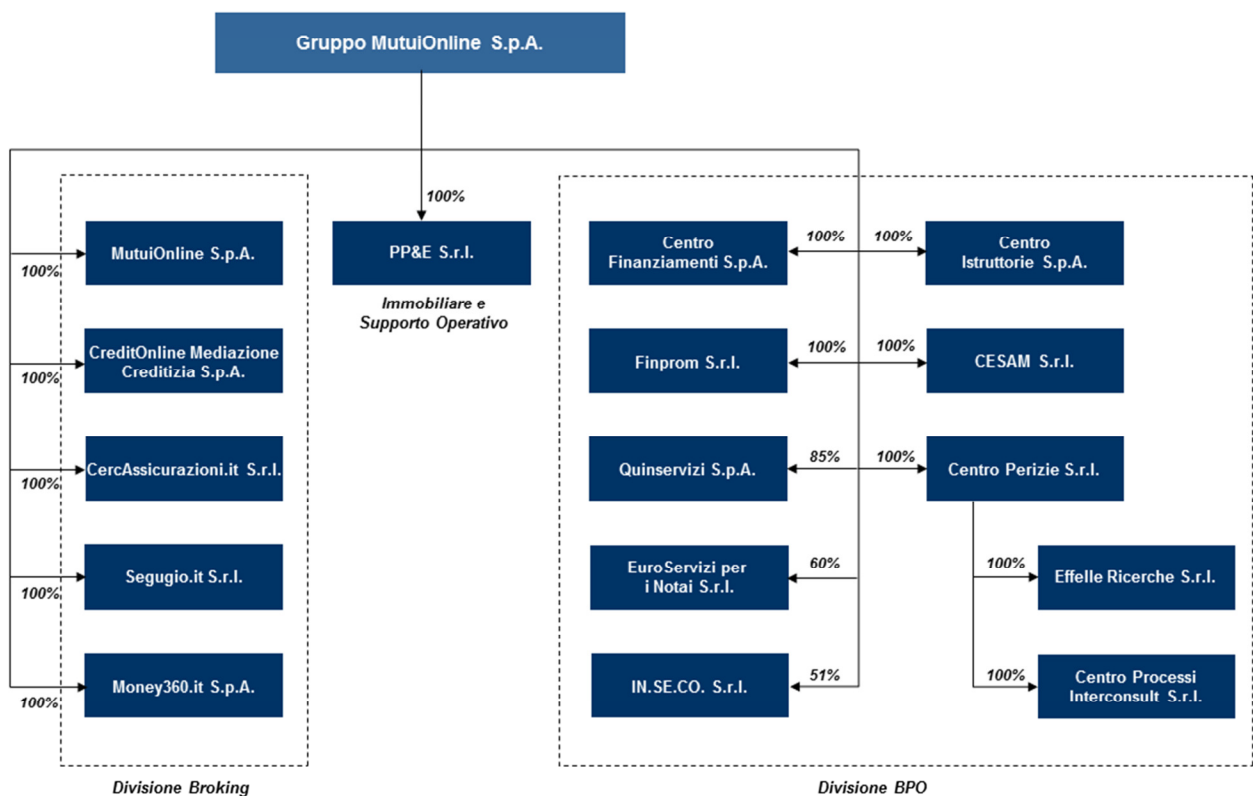 Gruppo MutuiOnline S.p.A.
100%
MutuiOnline S.p.A.
100%
PP&E S.r.l.
Immobiliare e
Supporto Operativo
Centro
Finanziamenti S.p.A.
100%
100%
Centro
Istruttorie S.p.A.
CreditOnline Mediazione
Creditizia S.p.A.
100%
Finprom S.r.l.
100%
100%
CESAM S.r.l.
CercAssicurazioni.it S.r.l.
100%
Quinservizi S.p.A.
85%
100%
Centro Perizie S.r.l.
Segugio.it S.r.l.
100%
EuroServizi per
i Notai S.r.l.
60%
100%
Effelle Ricerche S.r.l.
Money360.it S.p.A.
100%
IN.SE.CO. S.r.l.
51%
100%
Centro Processi
Interconsult S.r.l.
Divisione Broking
Divisione BPO